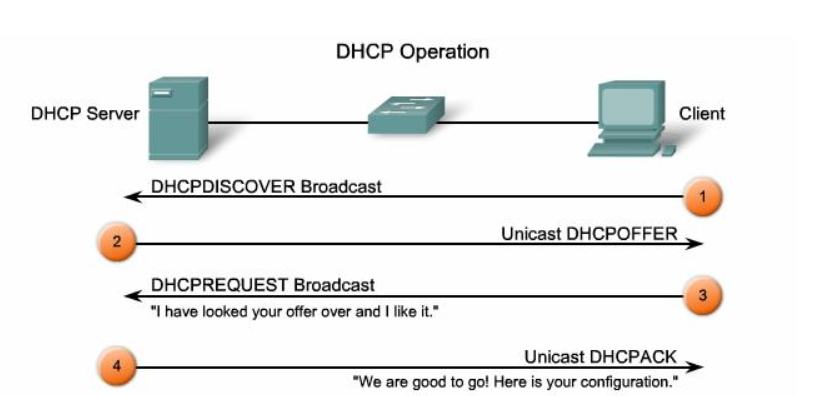 DHCP Operation
DHCP Server
Client
DHCPDISCOVER Broadcast
1
2
Unicast DHCPOFFER
DHCPREQUEST Broadcast
3
"I have looked your offer over and I like it."
4
Unicast DHCPACK
"We are good to go! Here is your configuration."